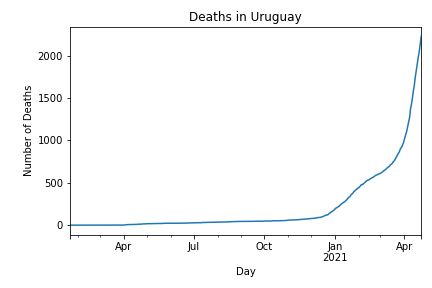 Deaths in Uruguay
Number of Deaths
2000
1500
1000
500
0
Apr
Jul
Oct
Jan
2021
Apr
Day